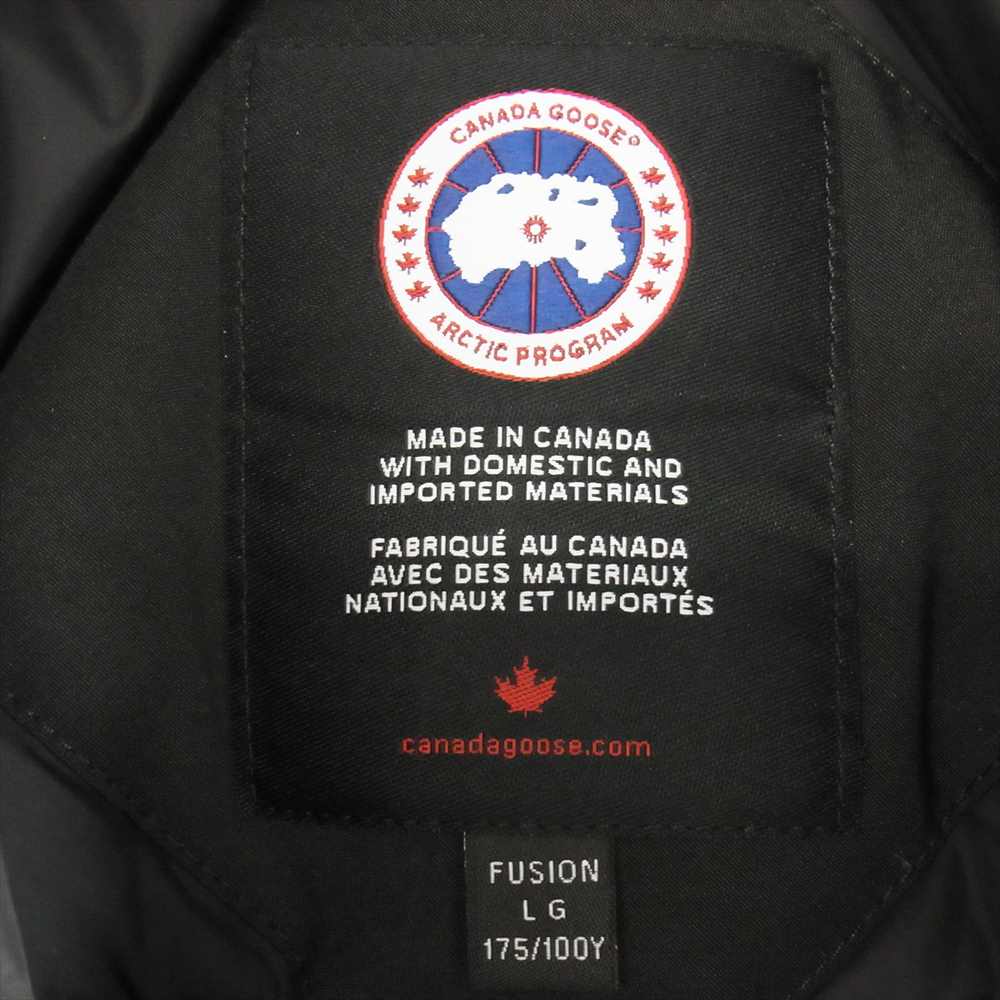 CANADA GOOSE®
ARCTIC PROGRAM
MADE IN CANADA
WITH DOMESTIC AND
IMPORTED MATERIALS
FABRIQUÉ AU CANADA
AVEC DES MATERIAUX
NATIONAUX ET IMPORTÉS
canadagoose.com
FUSION
LG
175/100Y